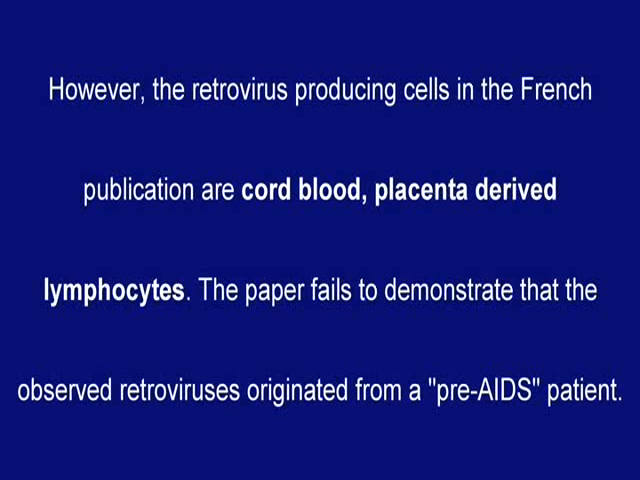 However, the retrovirus producing cells in the French
publication are cord blood, placenta derived
lymphocytes. The paper fails to demonstrate that the
observed retroviruses originated from a "pre-AIDS" patient.